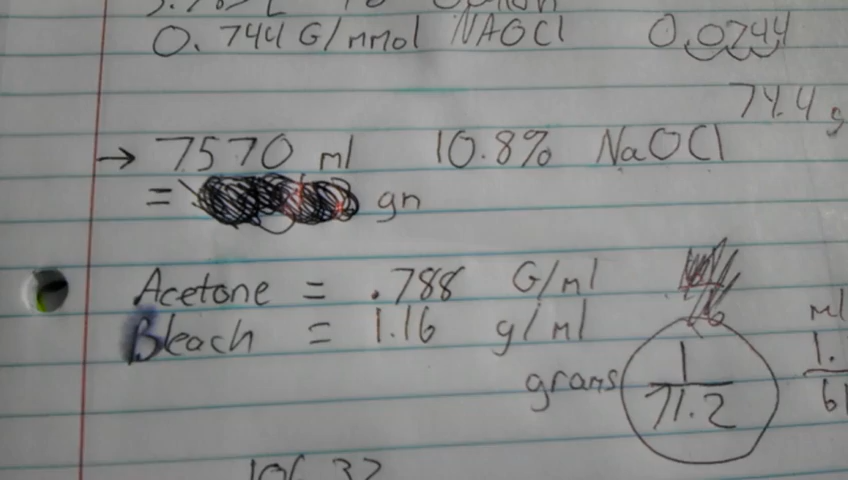 0.744 G/mmol NAOCl 0.0744
74.4 g
→ 7570 ml 10.8% NaOCl
= gn
Acetone = .788 G/ml
Bleach = 1.16 g/ml
ml
grams 1/71.2